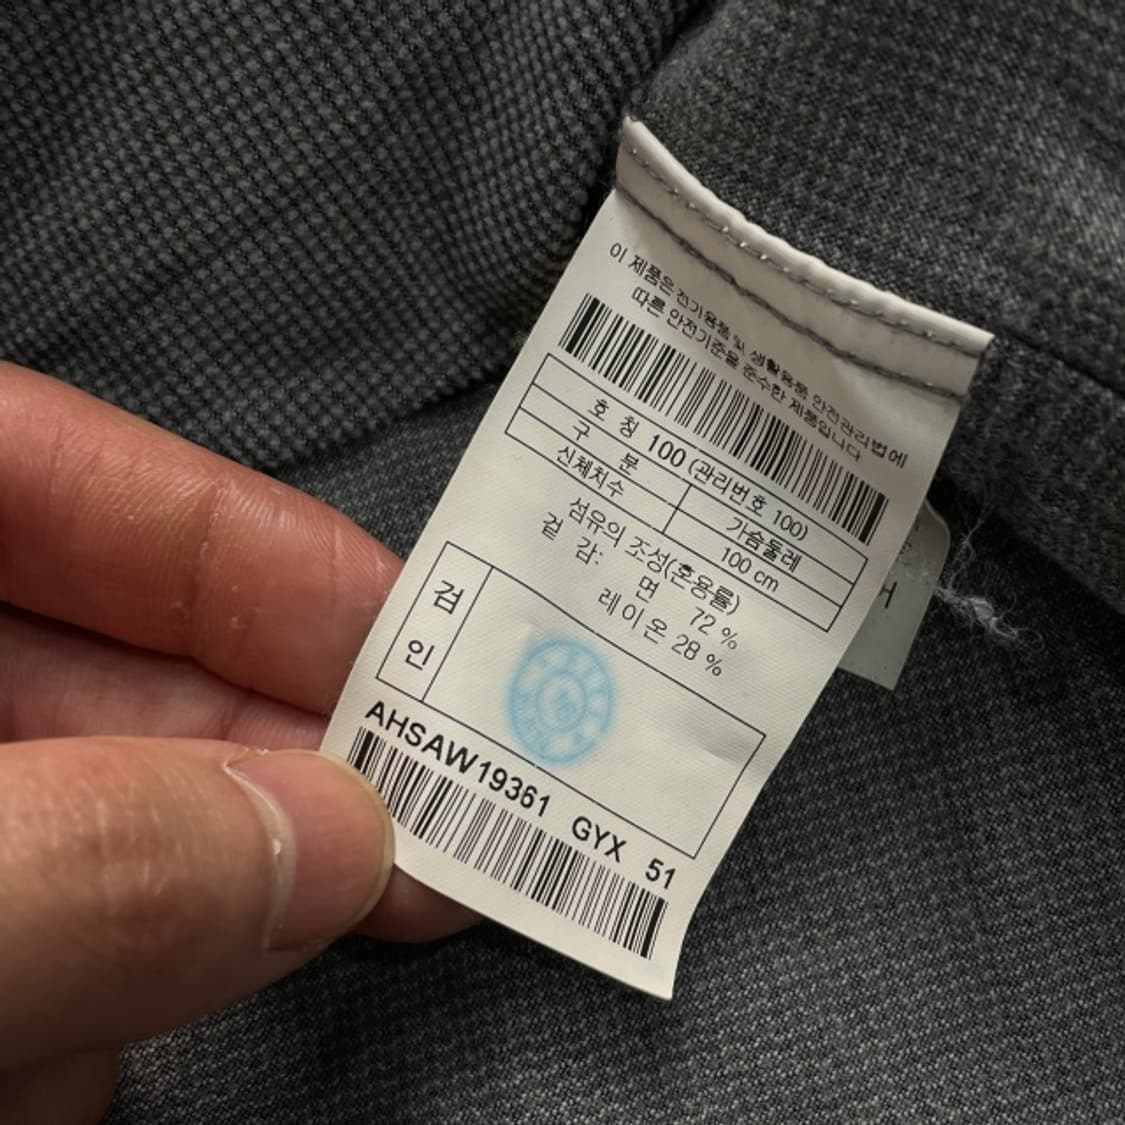 이 제품은 전기용품 및 생활용품 안전관리법에
따른 안전기준을 준수한 제품입니다
호 칭 100 (관리번호 100)
구 분 가슴둘레
신체치수 100 cm
섬유의 조성(혼용률)
겉 감: 면 72 %
레이온 28 %
검
인
AHSAW19361 GYX 51
H